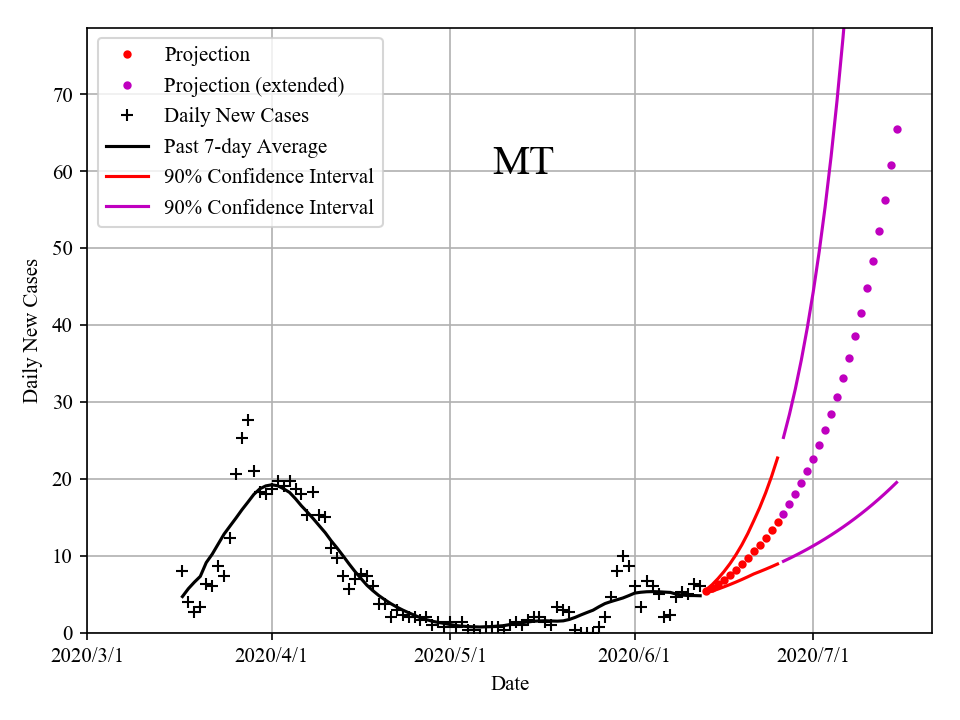 Projection
Projection (extended)
Daily New Cases
Past 7-day Average
90% Confidence Interval
90% Confidence Interval
MT
Daily New Cases
70
60
50
40
30
20
10
0
2020/3/1 2020/4/1 2020/5/1 2020/6/1 2020/7/1
Date